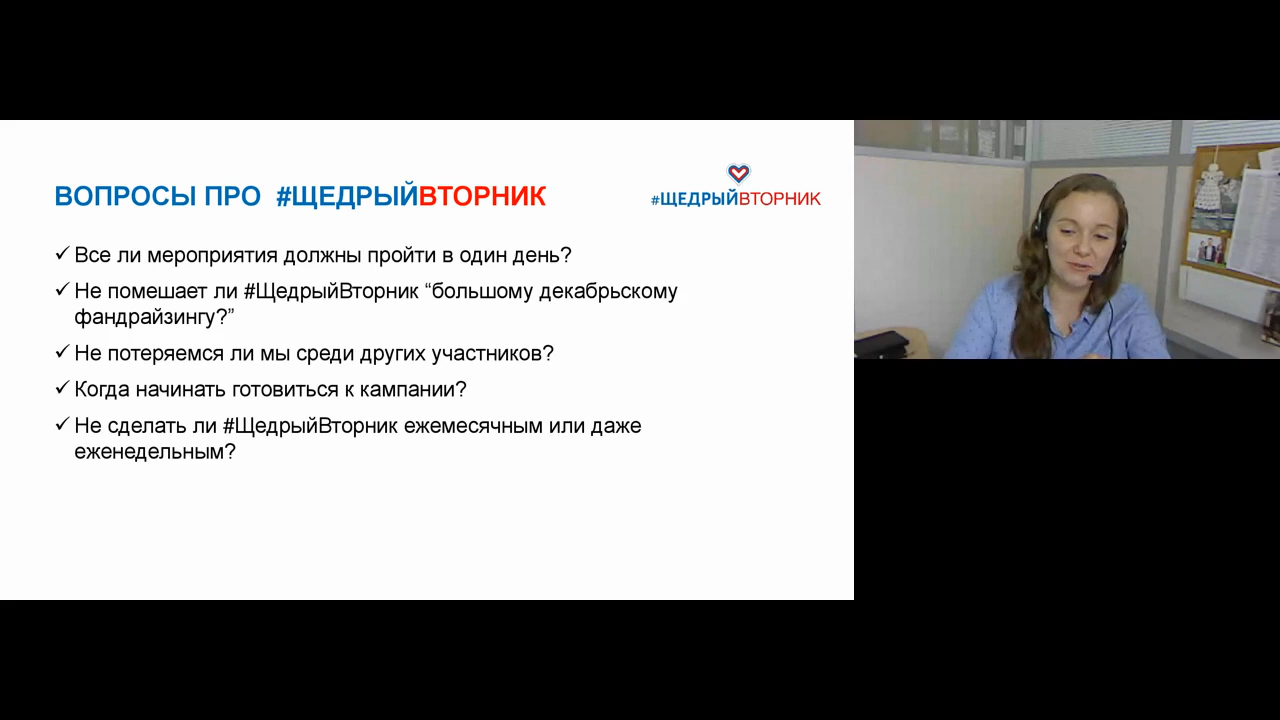 ВОПРОСЫ ПРО #ЩЕДРЫЙВТОРНИК
#ЩЕДРЫЙВТОРНИК
Все ли мероприятия должны пройти в один день?
Не помешает ли #ЩедрыйВторник “большому декабрьскому
фандрайзингу?”
Не потеряемся ли мы среди других участников?
Когда начинать готовиться к кампании?
Не сделать ли #ЩедрыйВторник ежемесячным или даже
еженедельным?